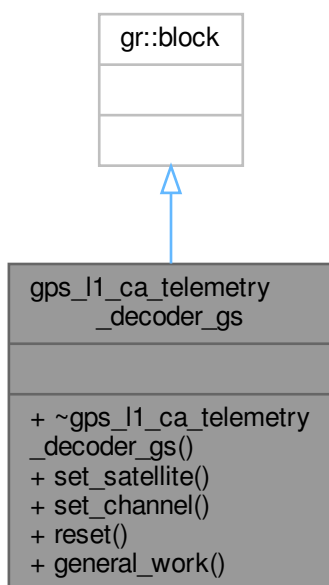 gr::block
gps_l1_ca_telemetry
_decoder_gs
+ ~gps_l1_ca_telemetry
_decoder_gs()
+ set_satellite()
+ set_channel()
+ reset()
+ general_work()